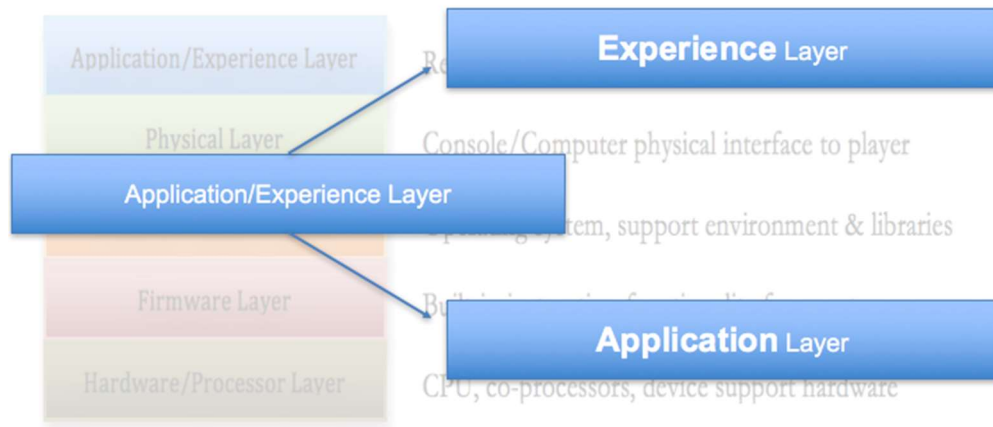 Application/Experience Layer
Experience Layer
Physical Layer
Console/Computer physical interface to player
Application/Experience Layer
system, support environment & libraries
Firmware Layer
Application Layer
Hardware/Processor Layer
CPU, co-processors, device support hardware